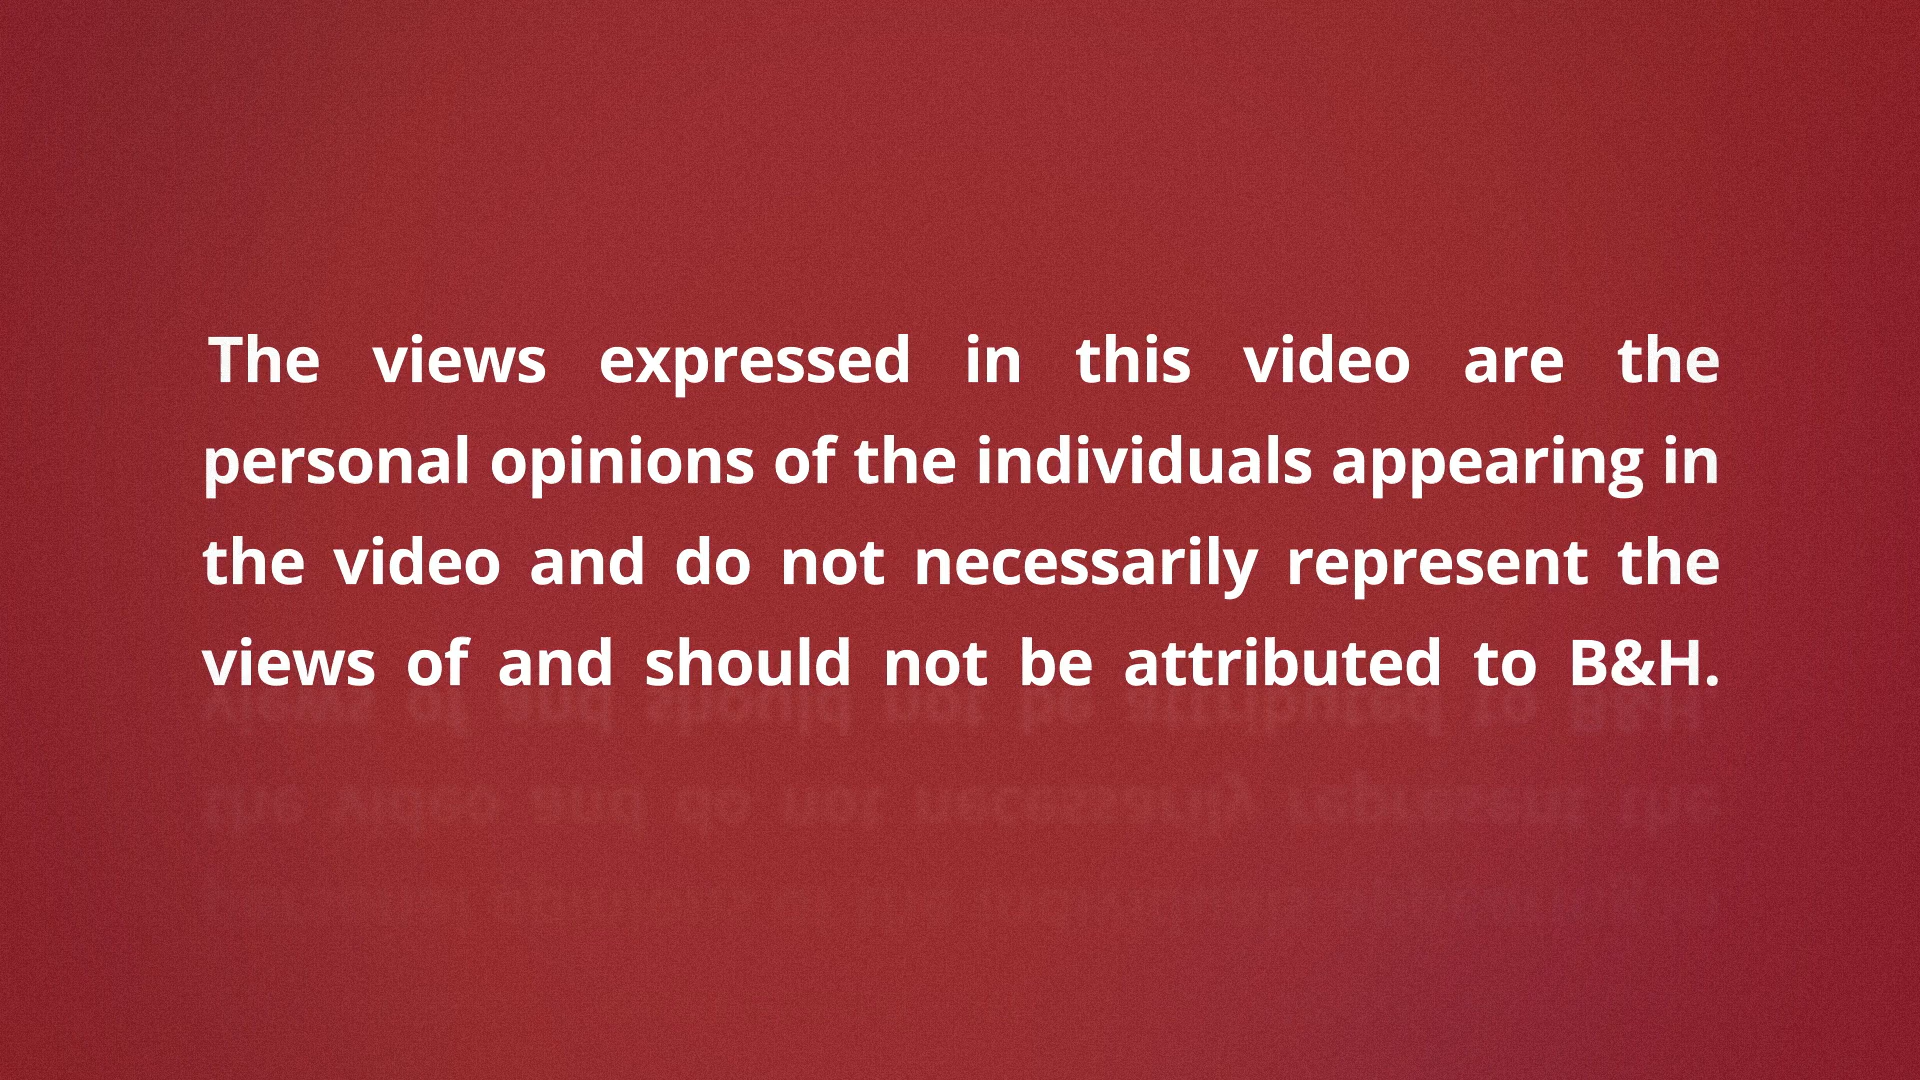 The views expressed in this video are the
personal opinions of the individuals appearing in
the video and do not necessarily represent the
views of and should not be attributed to B&H.